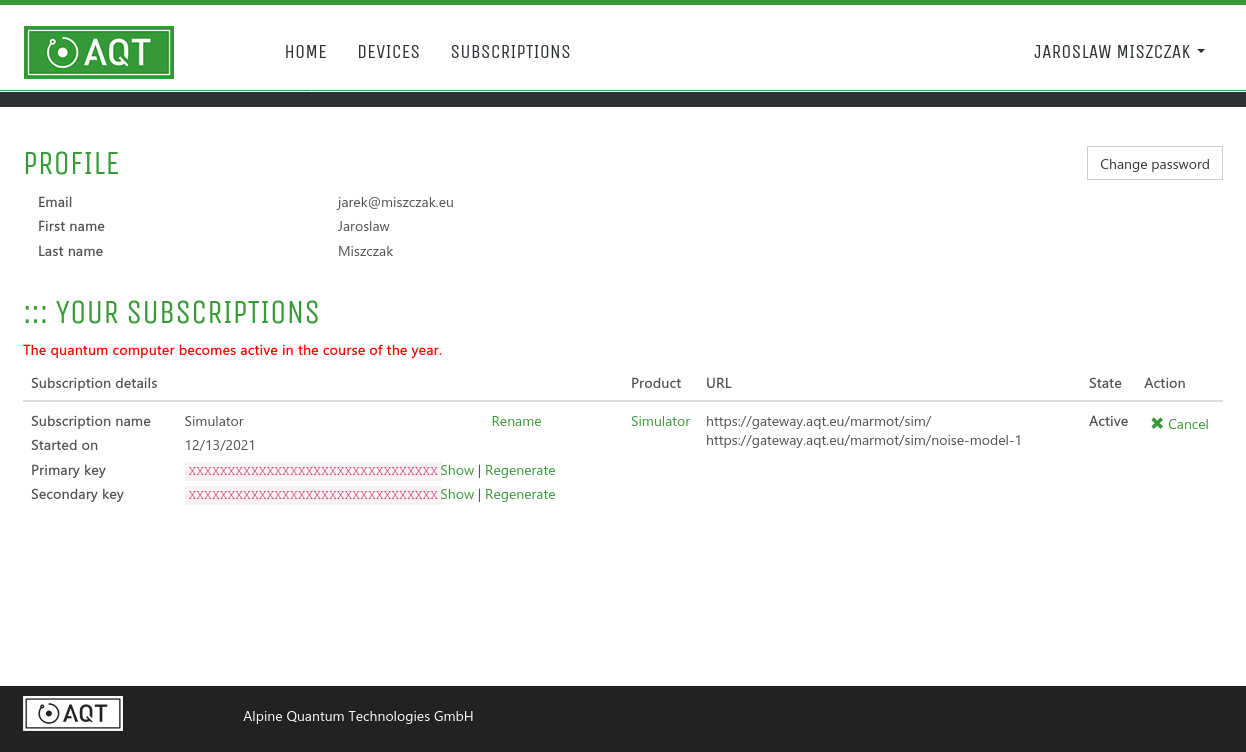 AQT HOME DEVICES SUBSCRIPTIONS JAROSLAW MISZCZAK
PROFILE
Change password
Email jarek@miszczak.eu
First name Jaroslaw
Last name Miszczak
::: YOUR SUBSCRIPTIONS
The quantum computer becomes active in the course of the year.
Subscription details Product URL State Action
Subscription name Simulator Rename Simulator https://gateway.aqt.eu/marmot/sim/ Active Cancel
https://gateway.aqt.eu/marmot/sim/noise-model-1
Started on 12/13/2021
Primary key XXXXXXXXXXXXXXXXXXXXXXXXXXXXXXXX Show | Regenerate
Secondary key XXXXXXXXXXXXXXXXXXXXXXXXXXXXXXXX Show | Regenerate
AQT Alpine Quantum Technologies GmbH